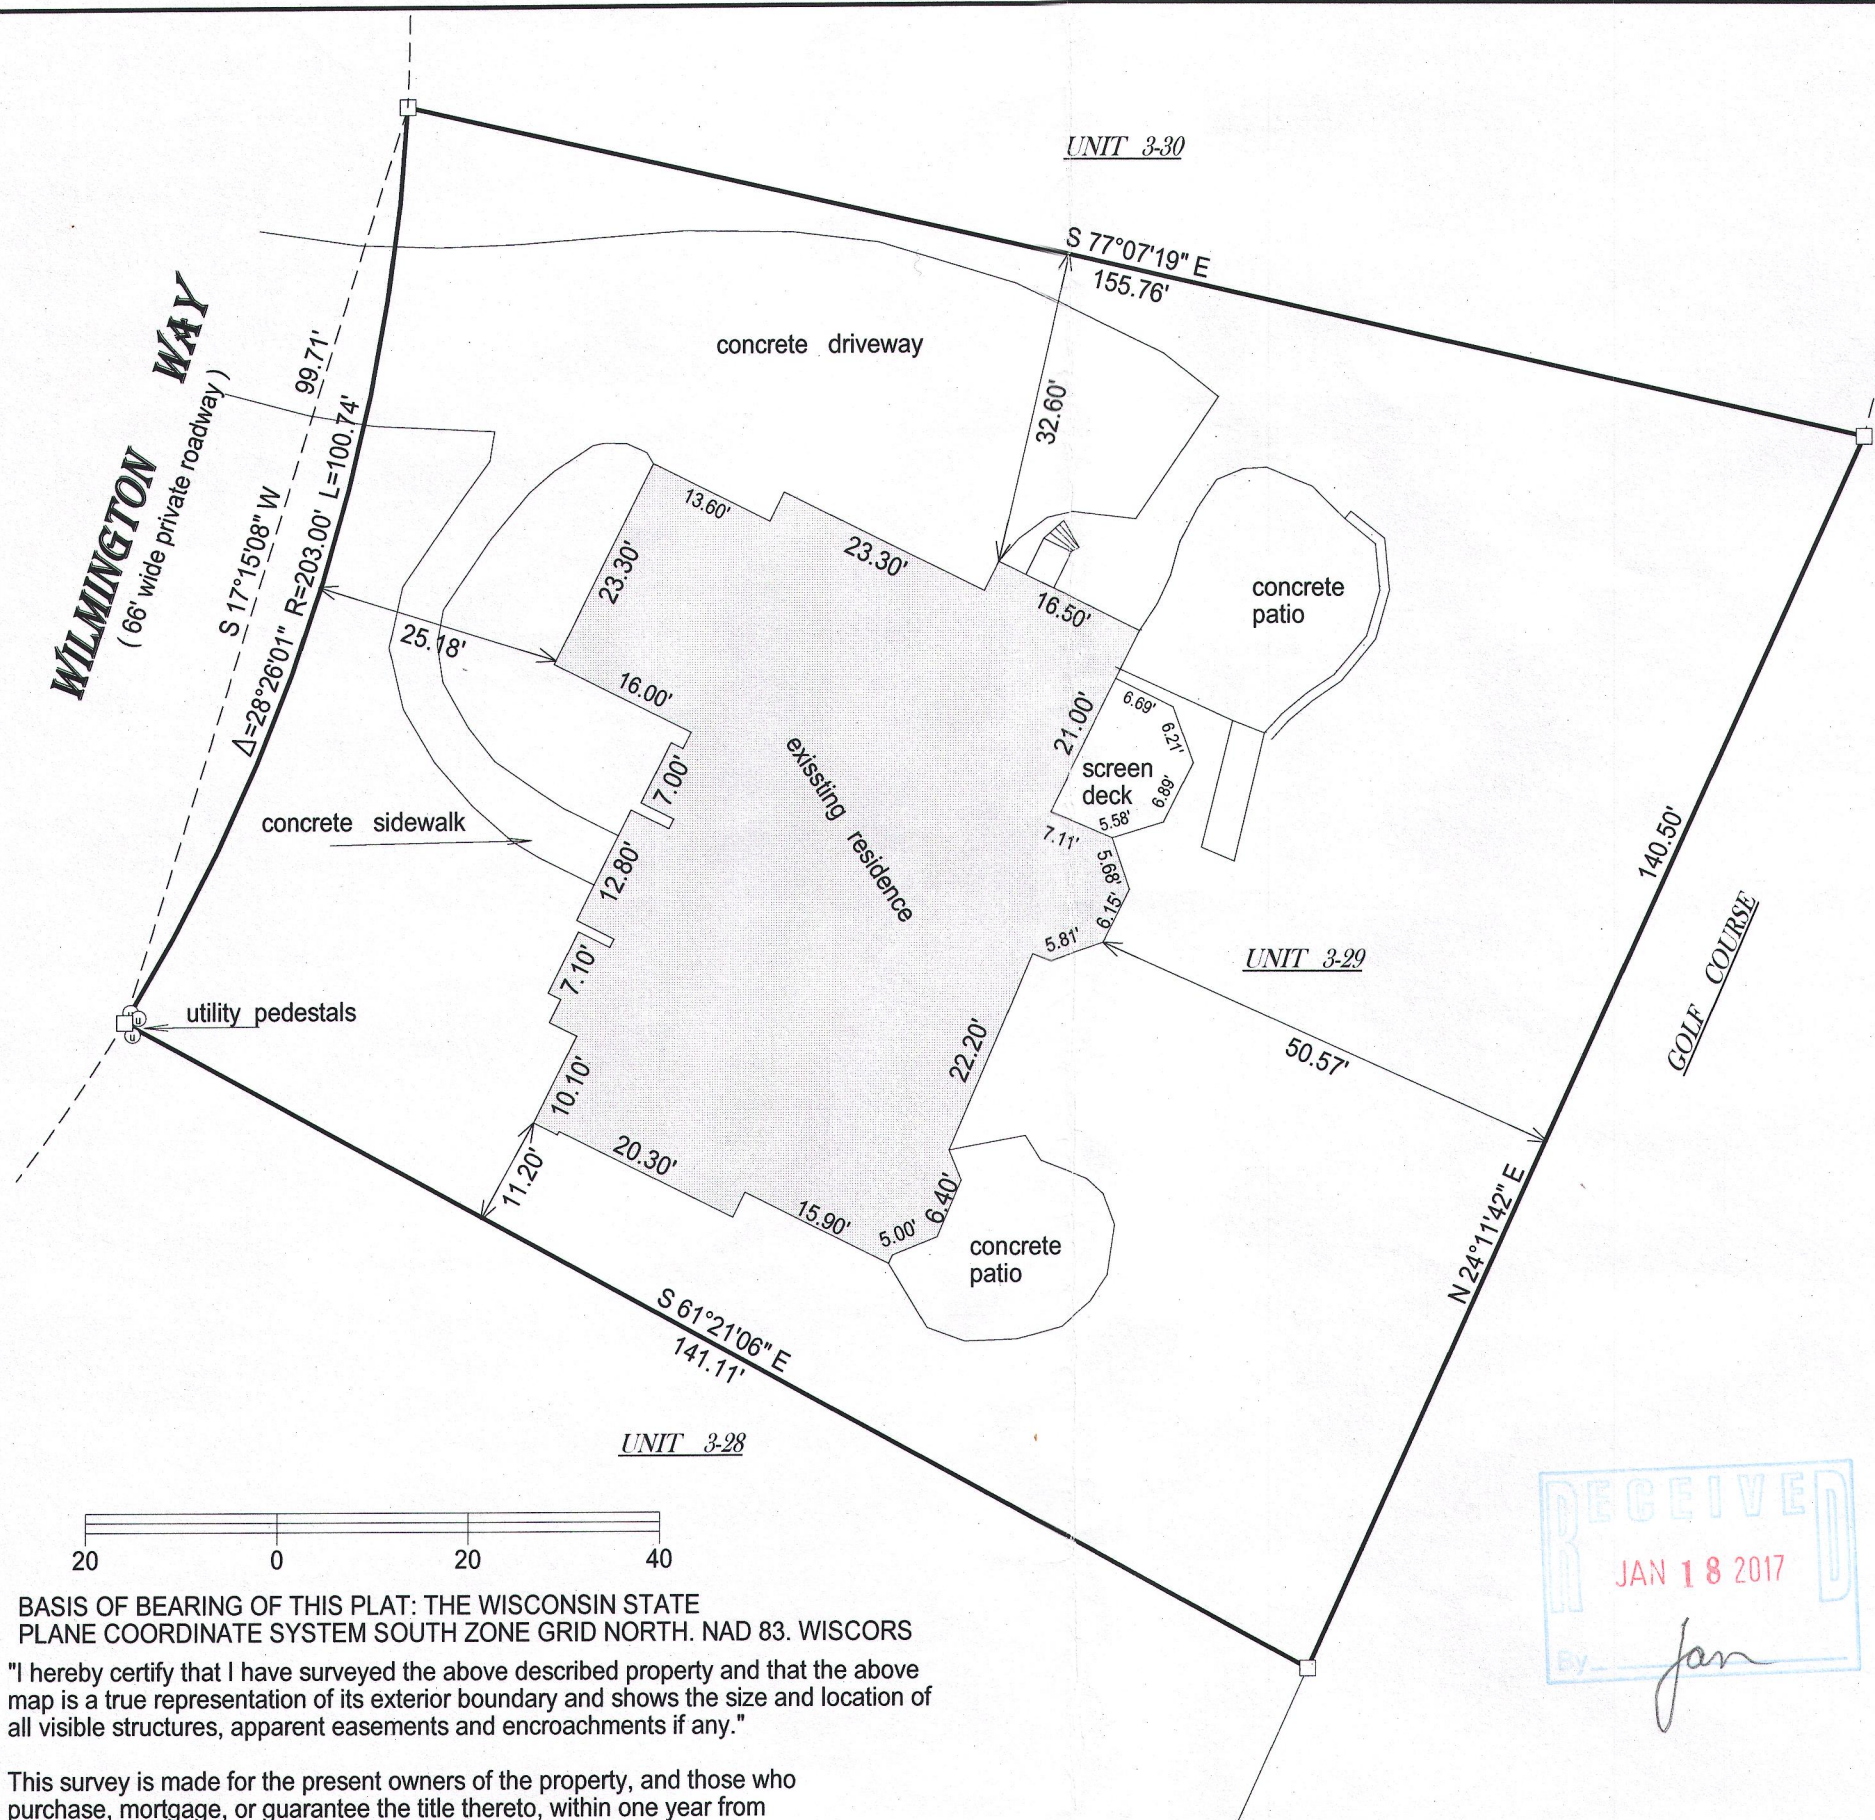 UNIT 3-30
S 77°07'19" E
155.76'
concrete driveway
32.60'
WILMINGTON WAY
( 66' wide private roadway )
99.71'
S 17°15'08" W
Δ=28°26'01" R=203.00' L=100.74'
13.60'
23.30'
23.30'
16.50'
concrete
patio
25.18'
16.00'
21.00'
6.69'
6.21'
screen
deck
6.89'
5.58'
7.00'
exissting residence
7.11'
5.68'
6.15'
5.81'
concrete sidewalk
12.80'
7.10'
140.50'
GOLF COURSE
UNIT 3-29
utility pedestals
u
u
50.57'
22.20'
10.10'
11.20'
20.30'
15.90'
5.00'
6.40'
concrete
patio
N 24°11'42" E
S 61°21'06" E
141.11'
UNIT 3-28
20 0 20 40
BASIS OF BEARING OF THIS PLAT: THE WISCONSIN STATE
PLANE COORDINATE SYSTEM SOUTH ZONE GRID NORTH. NAD 83. WISCORS
"I hereby certify that I have surveyed the above described property and that the above
map is a true representation of its exterior boundary and shows the size and location of
all visible structures, apparent easements and encroachments if any."
This survey is made for the present owners of the property, and those who
purchase, mortgage, or guarantee the title thereto, within one year from
RECEIVED
JAN 18 2017
By Jan